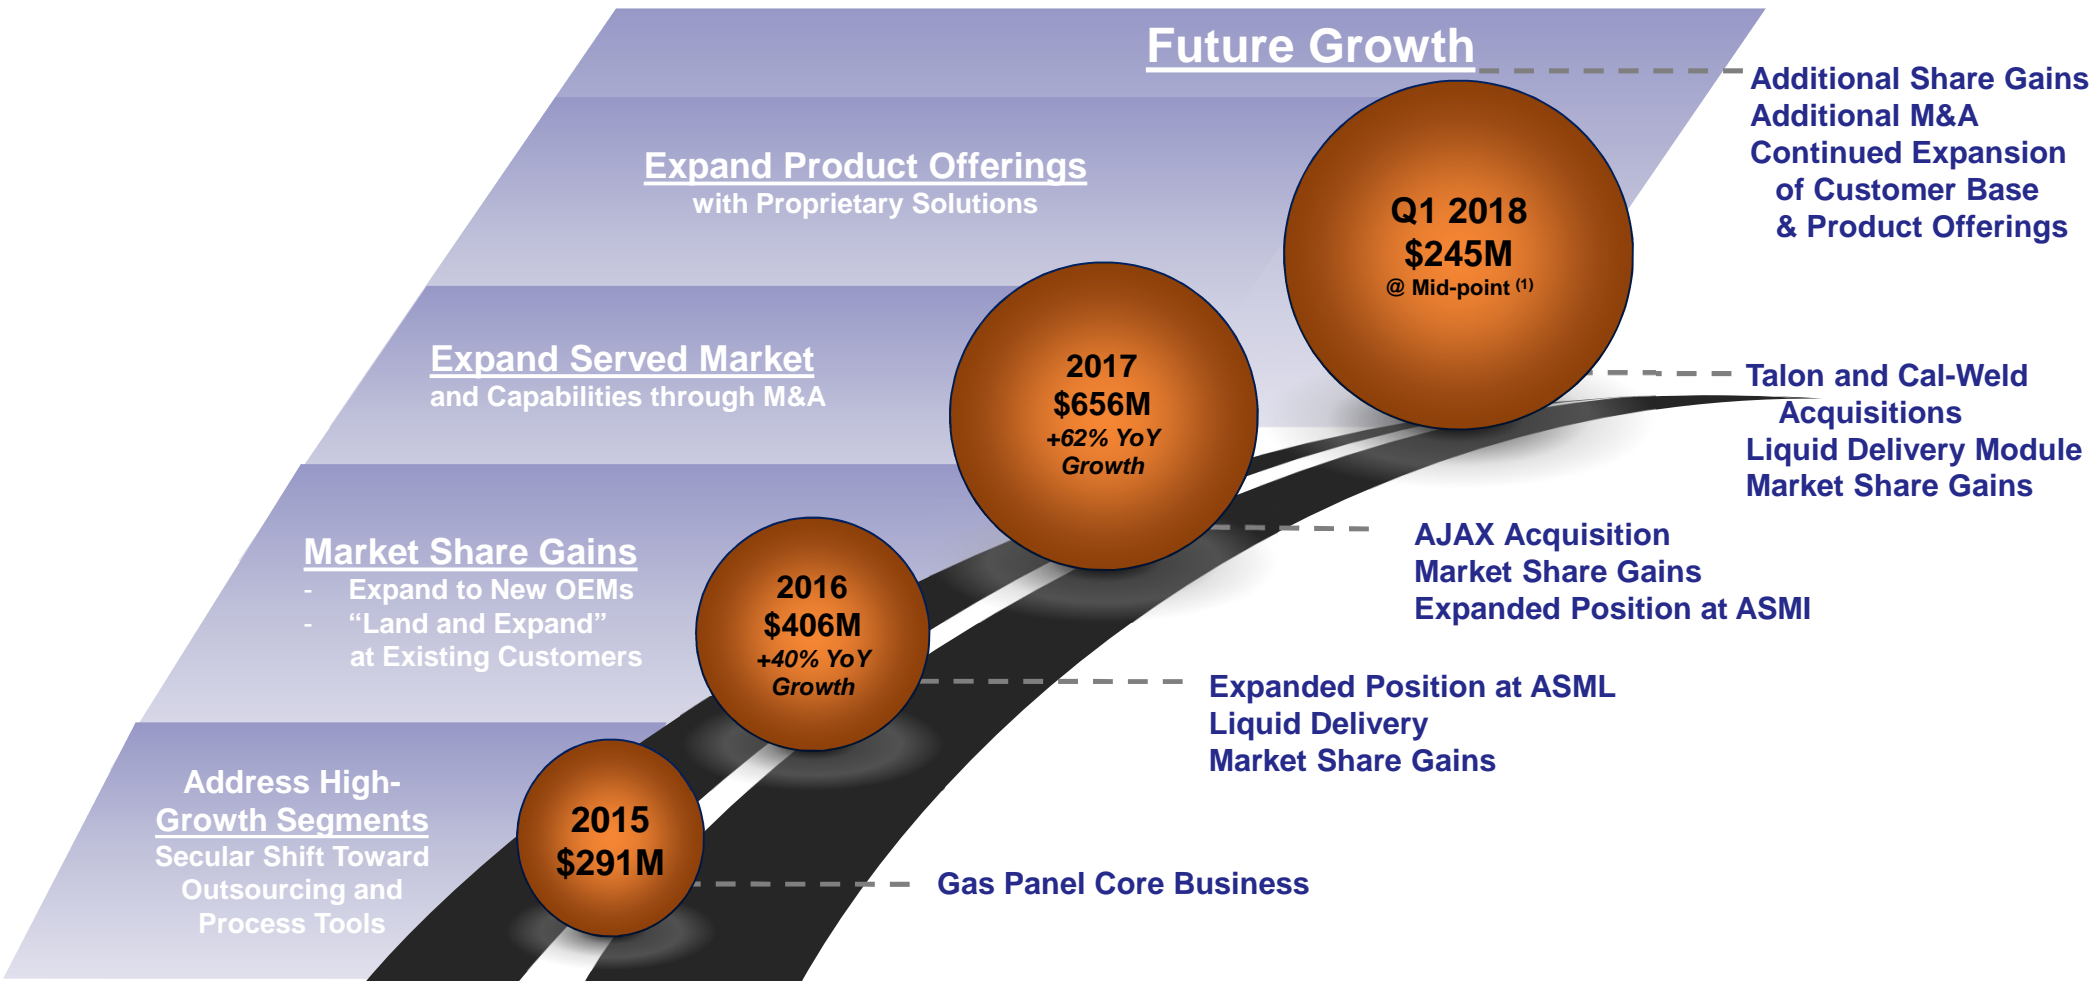 Future Growth
Additional Share Gains
Additional M&A
Continued Expansion
of Customer Base
& Product Offerings
Expand Product Offerings
with Proprietary Solutions
Q1 2018
$245M
@ Mid-point (1)
Expand Served Market
and Capabilities through M&A
2017
$656M
+62% YoY
Growth
Talon and Cal-Weld
Acquisitions
Liquid Delivery Module
Market Share Gains
Market Share Gains
- Expand to New OEMs
- “Land and Expand”
at Existing Customers
2016
$406M
+40% YoY
Growth
AJAX Acquisition
Market Share Gains
Expanded Position at ASMI
Expanded Position at ASML
Liquid Delivery
Market Share Gains
Address High-
Growth Segments
Secular Shift Toward
Outsourcing and
Process Tools
2015
$291M
Gas Panel Core Business